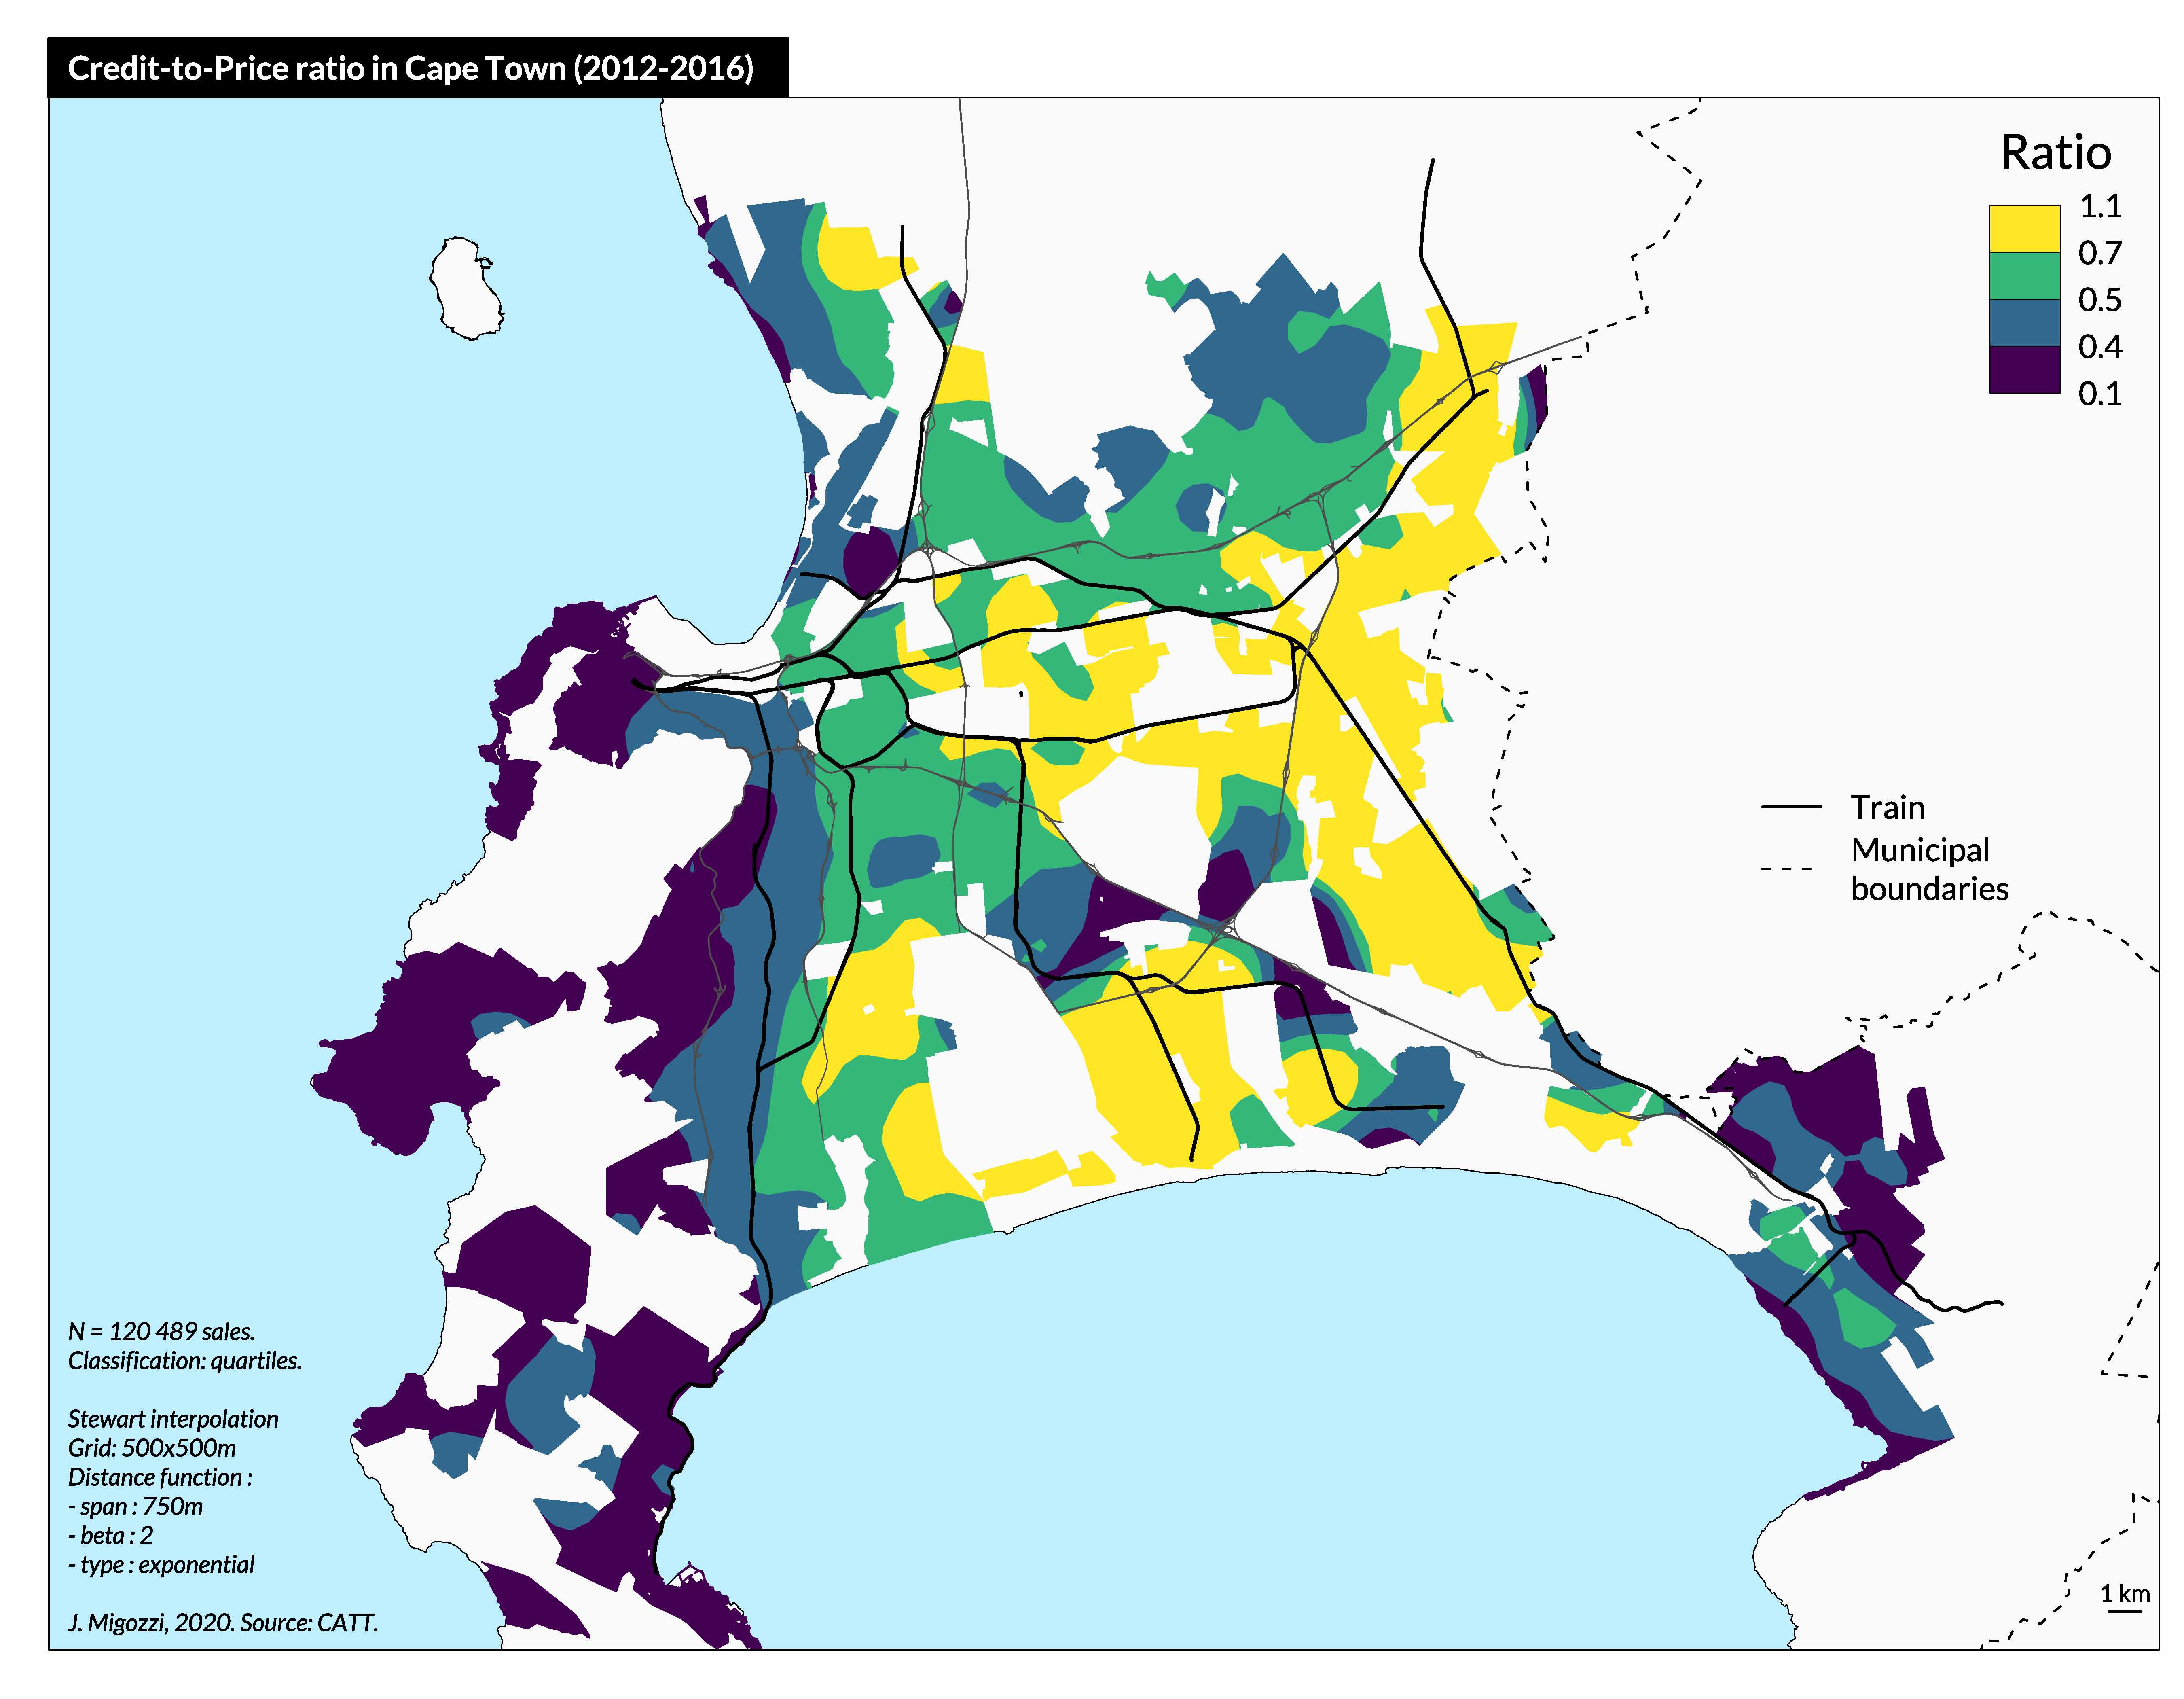 Credit-to-Price ratio in Cape Town (2012-2016)
Ratio
1.1
0.7
0.5
0.4
0.1
Train
Municipal
boundaries
N = 120 489 sales.
Classification: quartiles.
Stewart interpolation
Grid: 500x500m
Distance function :
- span : 750m
- beta : 2
- type : exponential
J. Migozzi, 2020. Source: CATT.
1 km